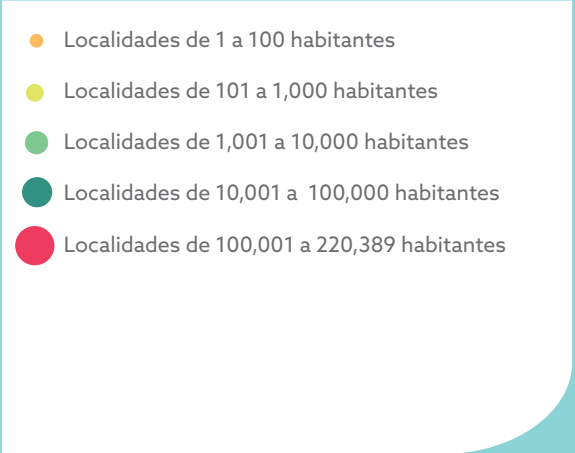 Localidades de 1 a 100 habitantes
Localidades de 101 a 1,000 habitantes
Localidades de 1,001 a 10,000 habitantes
Localidades de 10,001 a 100,000 habitantes
Localidades de 100,001 a 220,389 habitantes